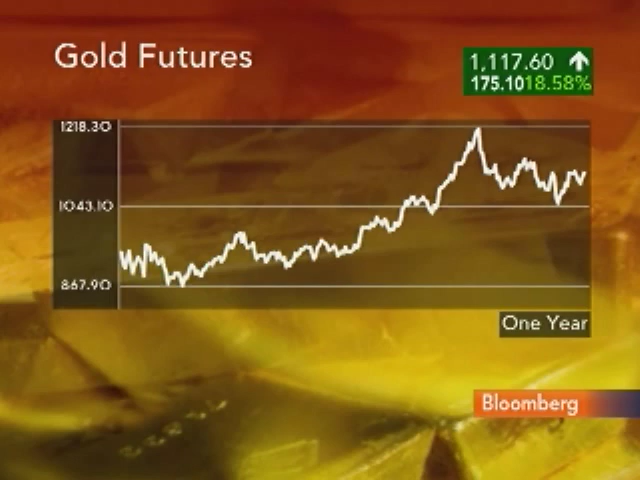 Gold Futures
1,117.60
175.10 18.58%
1218.30
1043.10
867.90
One Year
Bloomberg